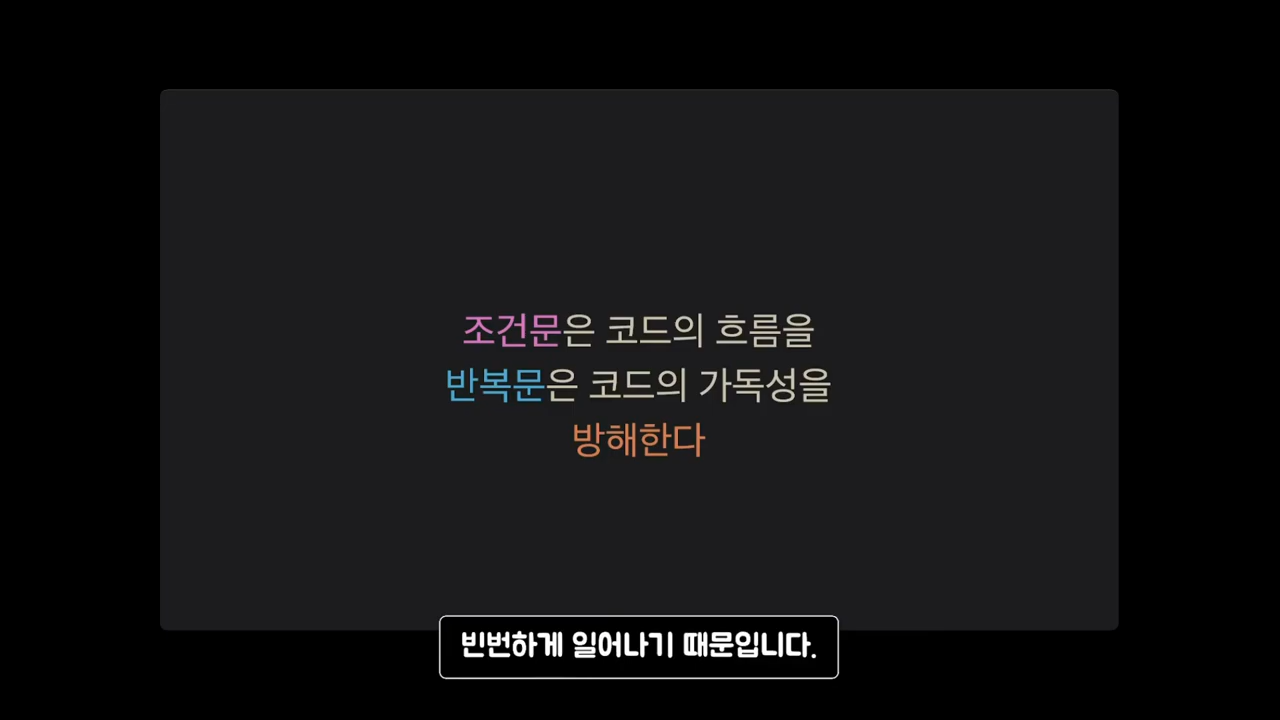 조건문은 코드의 흐름을
반복문은 코드의 가독성을
방해한다
빈번하게 일어나기 때문입니다.